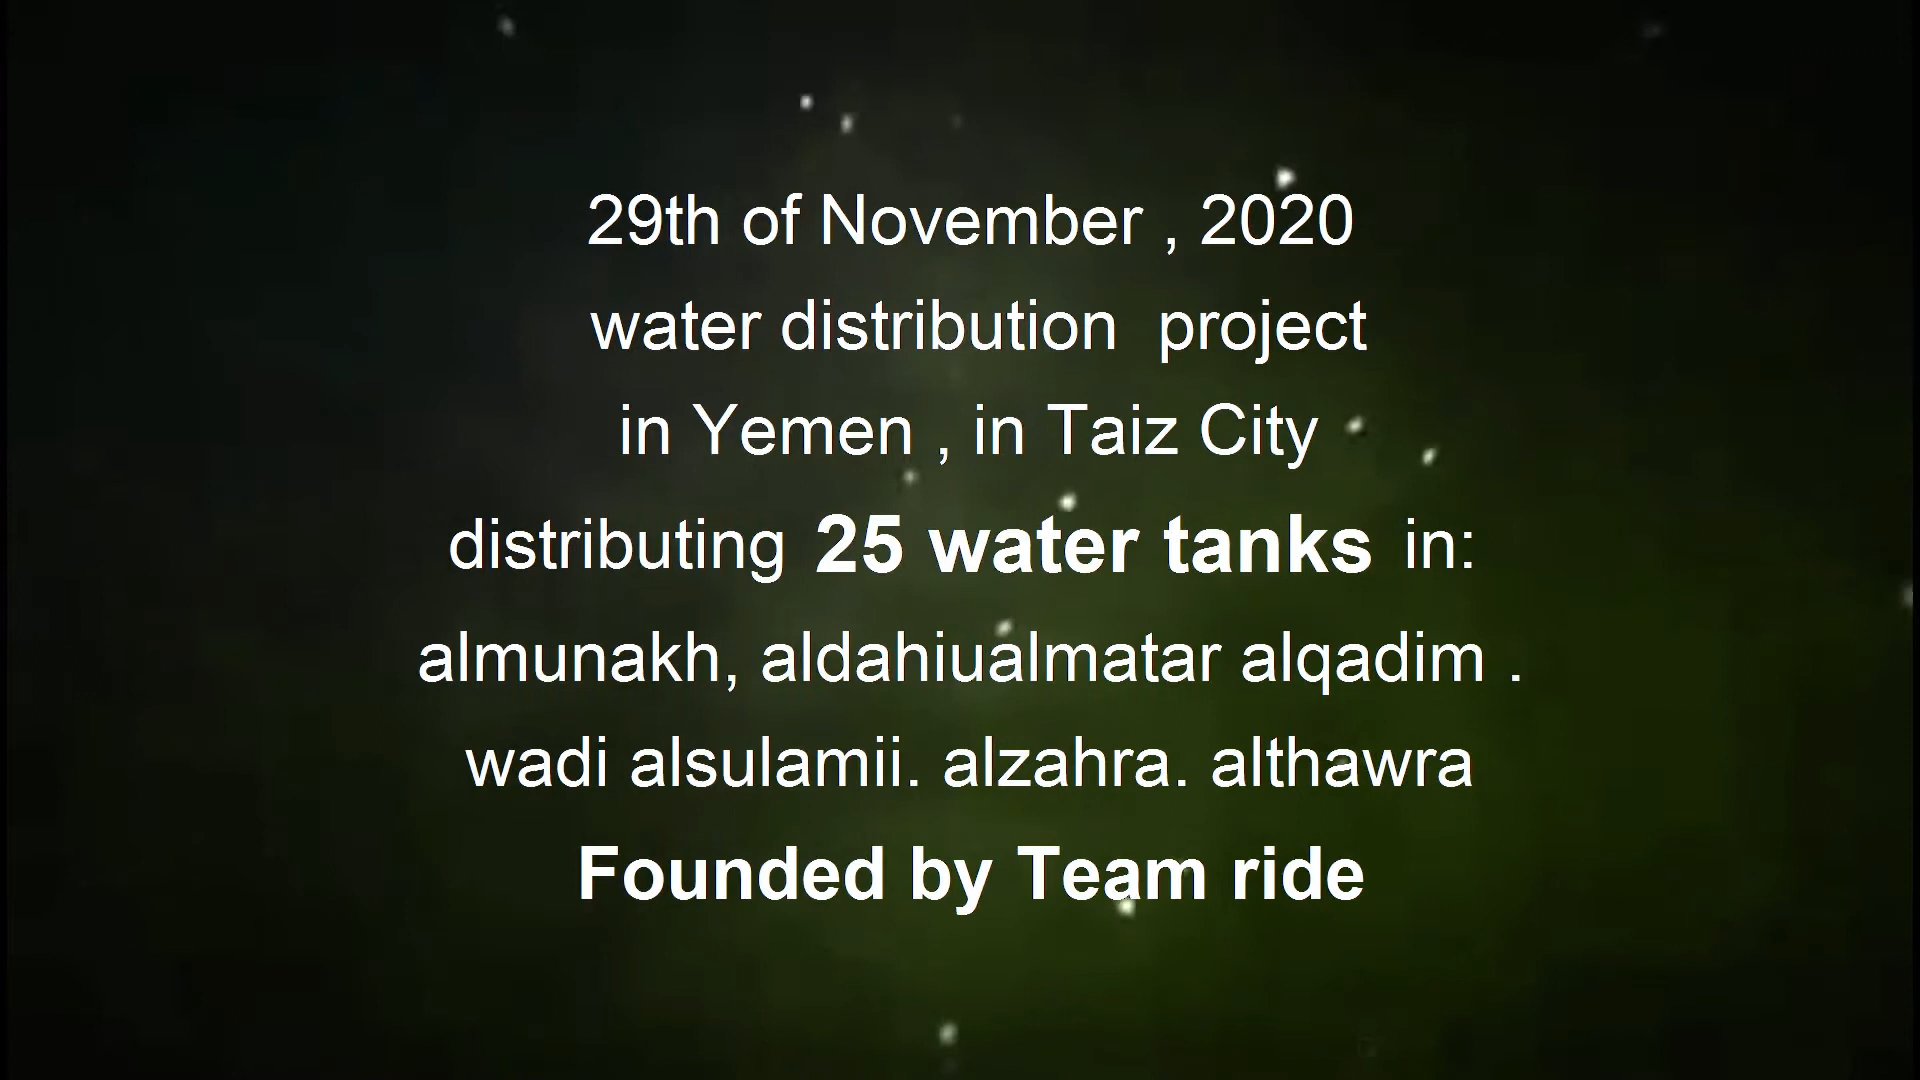 29th of November , 2020
water distribution  project
in Yemen , in Taiz City
distributing 25 water tanks in:
almunakh, aldahiualmatar alqadim .
wadi alsulamii. alzahra. althawra
Founded by Team ride